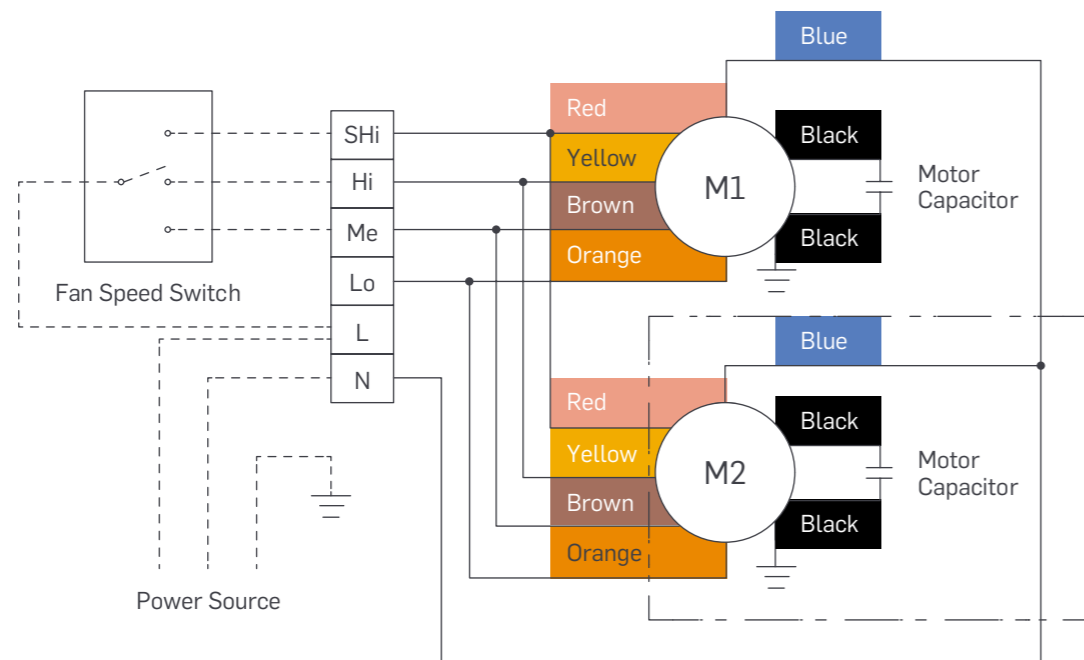 Blue
Red
Yellow
Brown
Orange
M1
Black
Black
Motor
Capacitor
SHi
Hi
Me
Lo
L
N
Fan Speed Switch
Blue
Red
Yellow
Brown
Orange
M2
Black
Black
Motor
Capacitor
Power Source